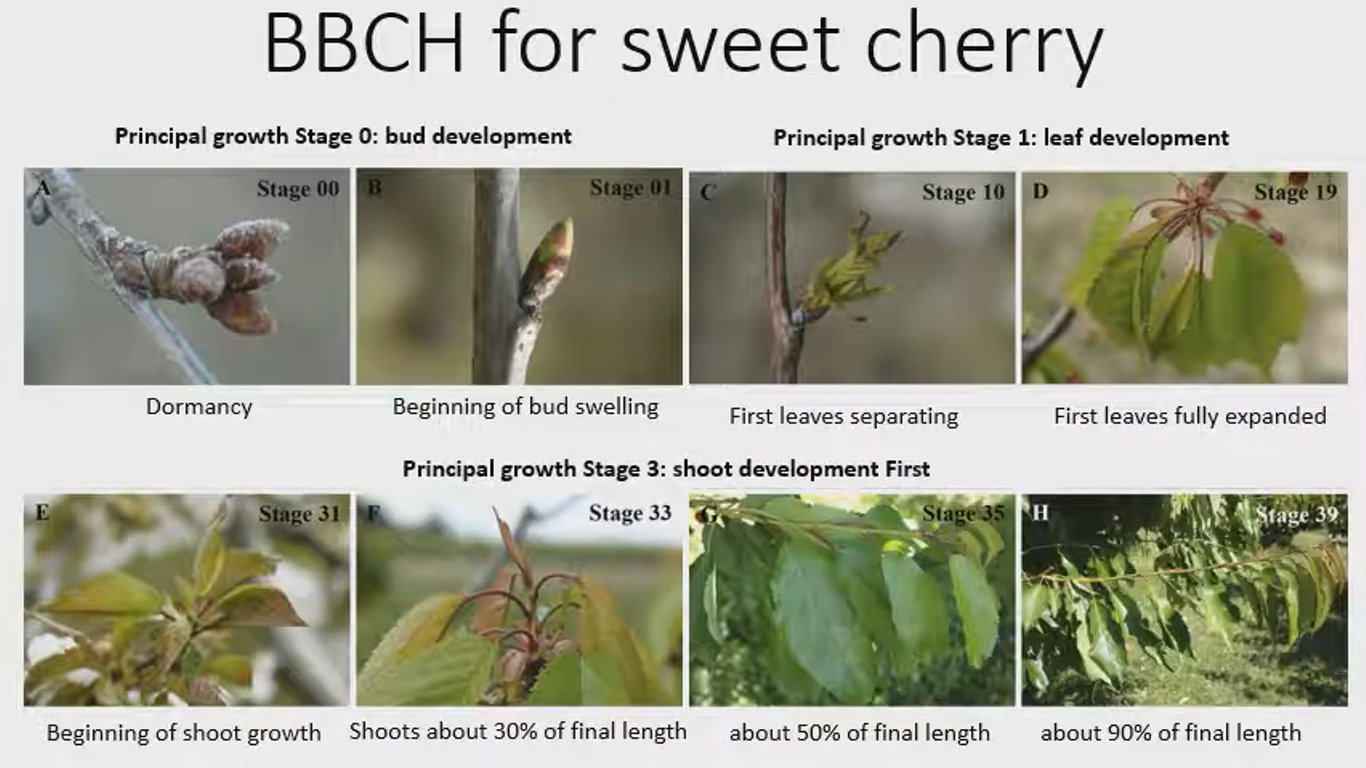 BBCH for sweet cherry
Principal growth Stage 0: bud development
Principal growth Stage 1: leaf development
A
Stage 00
B
Stage 01
C
Stage 10
D
Stage 19
Dormancy
Beginning of bud swelling
First leaves separating
First leaves fully expanded
Principal growth Stage 3: shoot development First
E
Stage 31
F
Stage 33
G
Stage 35
H
Stage 39
Beginning of shoot growth
Shoots about 30% of final length
about 50% of final length
about 90% of final length